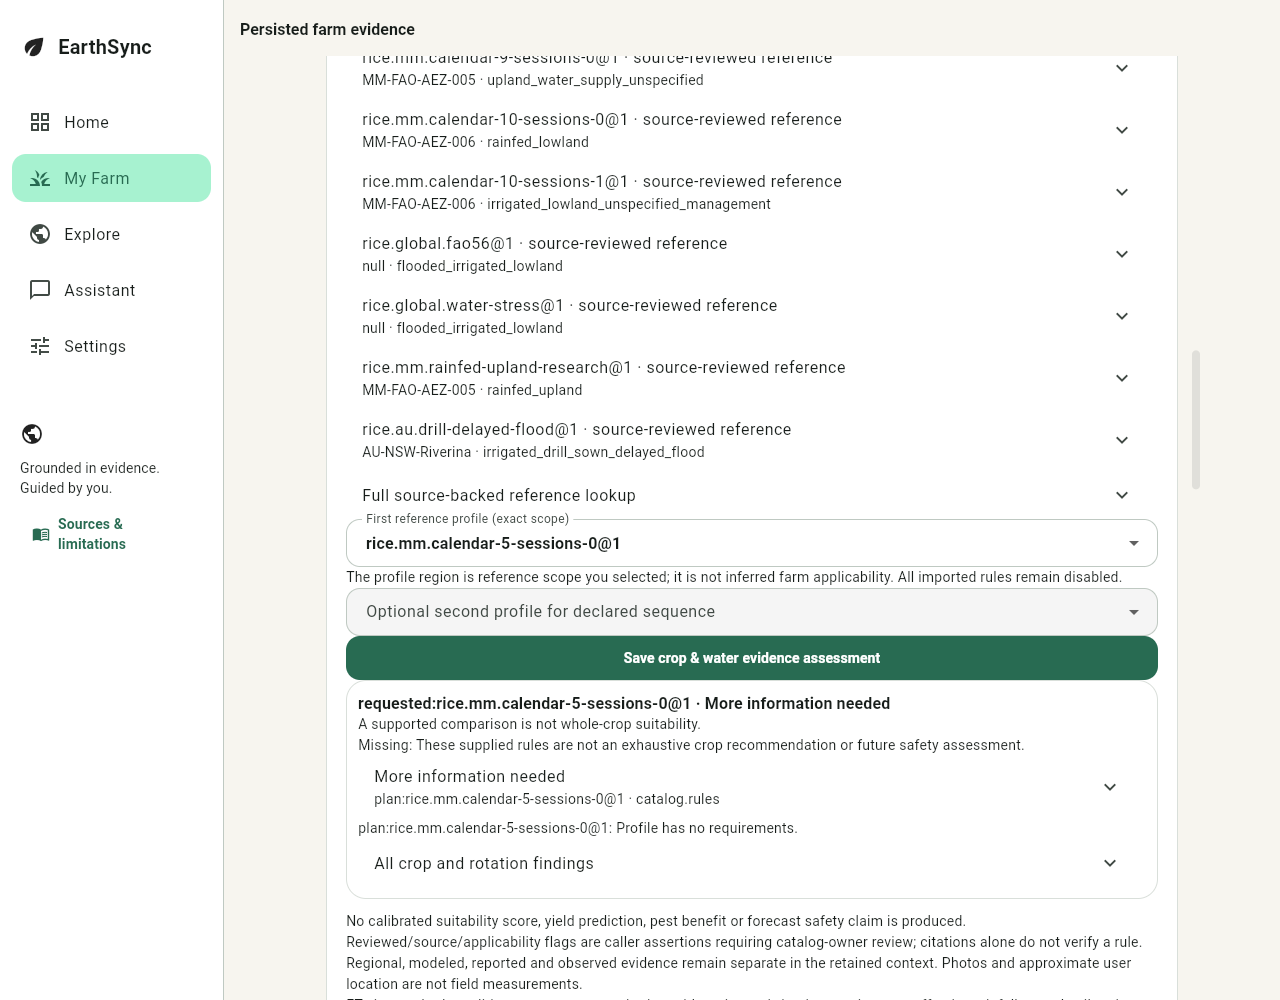 EarthSync
Home
My Farm
Explore
Assistant
Settings
Grounded in evidence.
Guided by you.
Sources &
limitations
Persisted farm evidence
rice.mm.calendar-9-sessions-0@1 · source-reviewed reference
MM-FAO-AEZ-005 · upland_water_supply_unspecified
rice.mm.calendar-10-sessions-0@1 · source-reviewed reference
MM-FAO-AEZ-006 · rainfed_lowland
rice.mm.calendar-10-sessions-1@1 · source-reviewed reference
MM-FAO-AEZ-006 · irrigated_lowland_unspecified_management
rice.global.fao56@1 · source-reviewed reference
null · flooded_irrigated_lowland
rice.global.water-stress@1 · source-reviewed reference
null · flooded_irrigated_lowland
rice.mm.rainfed-upland-research@1 · source-reviewed reference
MM-FAO-AEZ-005 · rainfed_upland
rice.au.drill-delayed-flood@1 · source-reviewed reference
AU-NSW-Riverina · irrigated_drill_sown_delayed_flood
Full source-backed reference lookup
First reference profile (exact scope)
rice.mm.calendar-5-sessions-0@1
The profile region is reference scope you selected; it is not inferred farm applicability. All imported rules remain disabled.
Optional second profile for declared sequence
Save crop & water evidence assessment
requested:rice.mm.calendar-5-sessions-0@1 · More information needed
A supported comparison is not whole-crop suitability.
Missing: These supplied rules are not an exhaustive crop recommendation or future safety assessment.
More information needed
plan:rice.mm.calendar-5-sessions-0@1 · catalog.rules
plan:rice.mm.calendar-5-sessions-0@1: Profile has no requirements.
All crop and rotation findings
No calibrated suitability score, yield prediction, pest benefit or forecast safety claim is produced.
Reviewed/source/applicability flags are caller assertions requiring catalog-owner review; citations alone do not verify a rule.
Regional, modeled, reported and observed evidence remain separate in the retained context. Photos and approximate user
location are not field measurements.